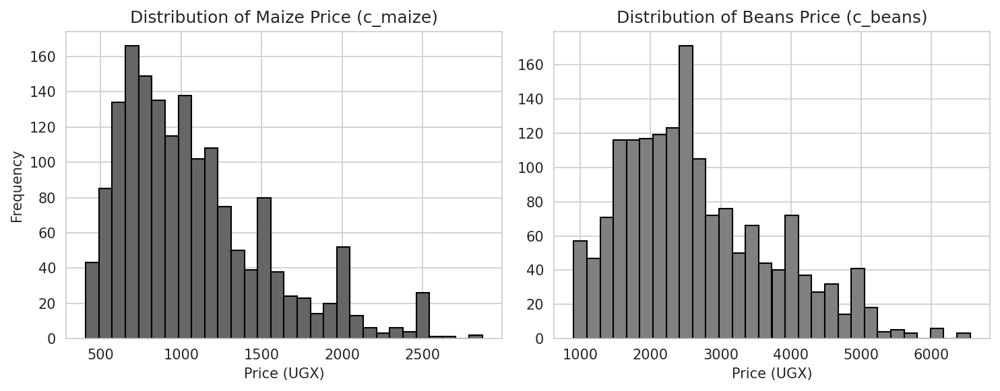 Distribution of Maize Price (c_maize)
Frequency
160
140
120
100
80
60
40
20
0
500 1000 1500 2000 2500
Price (UGX)
Distribution of Beans Price (c_beans)
160
140
120
100
80
60
40
20
0
1000 2000 3000 4000 5000 6000
Price (UGX)